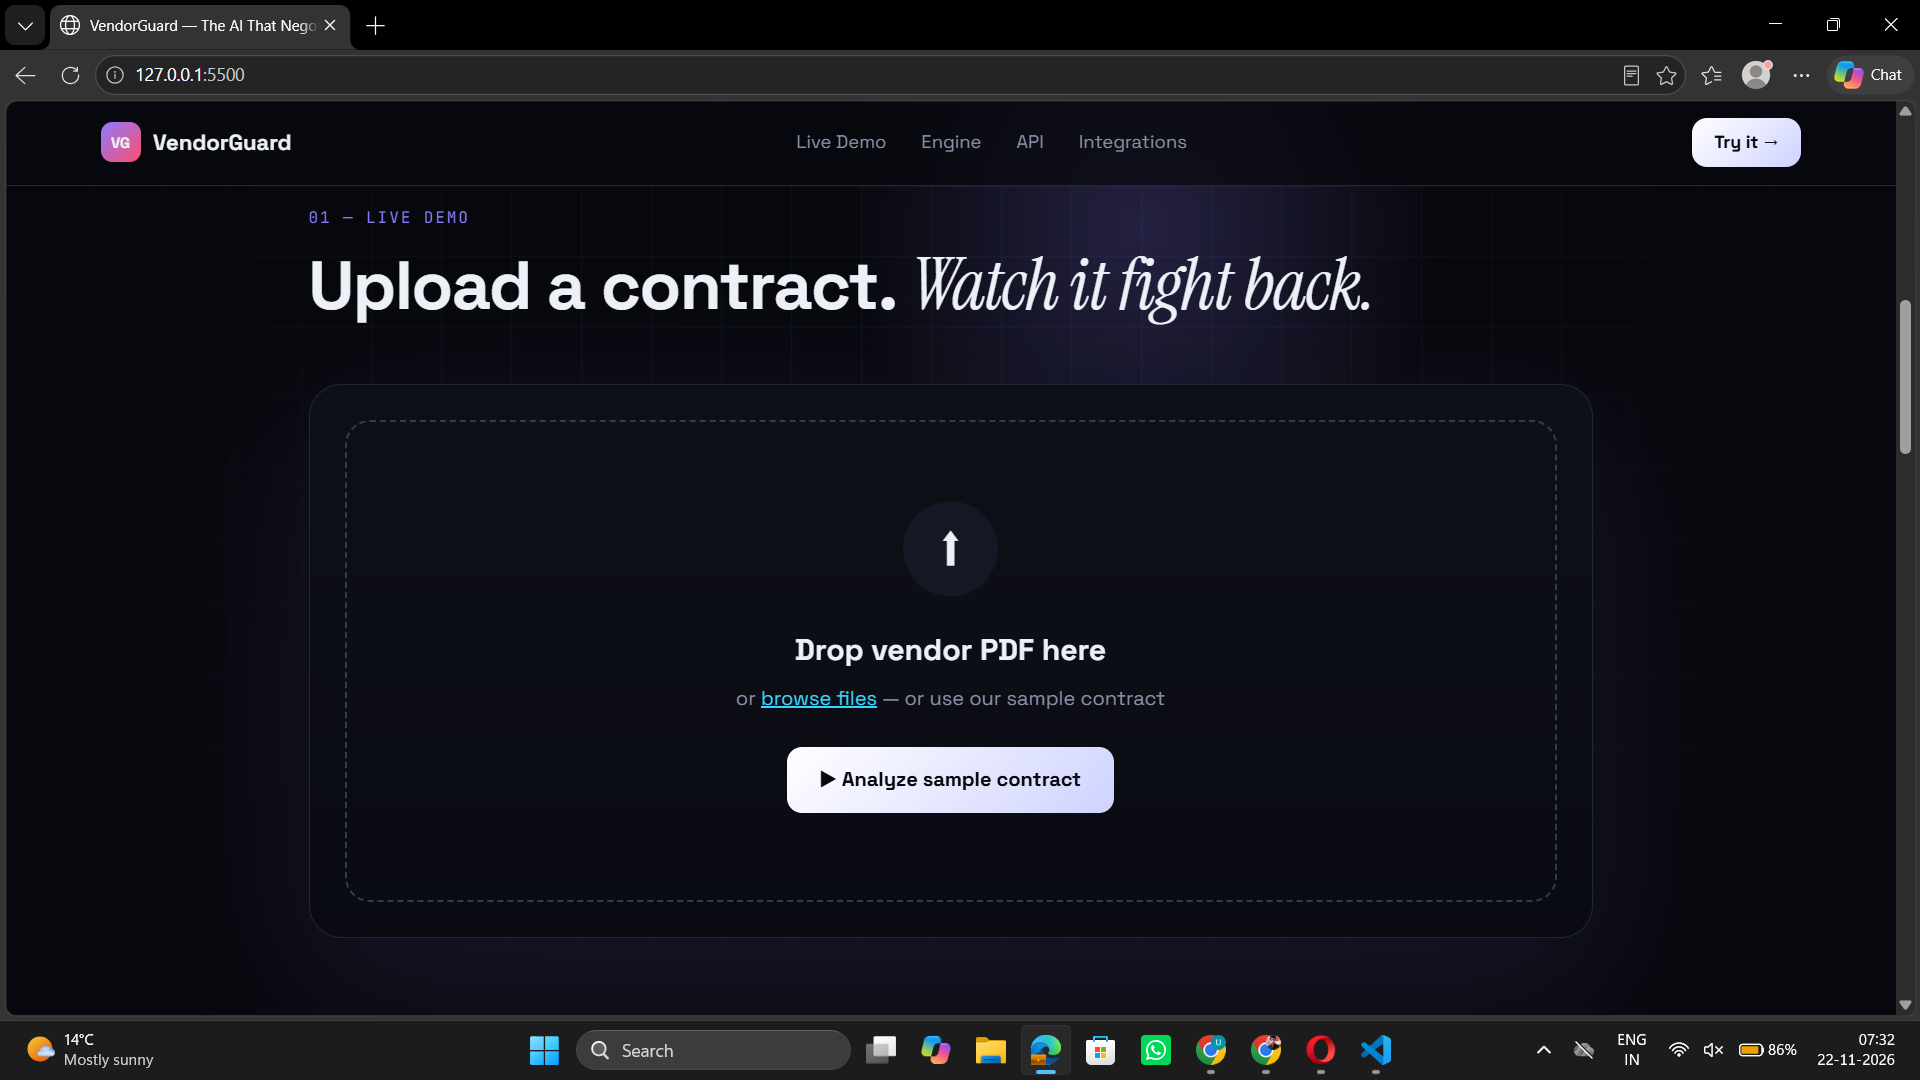 VendorGuard — The AI That Nego
127.0.0.1:5500
Chat
VG VendorGuard
Live Demo Engine API Integrations
Try it →
01 — LIVE DEMO
Upload a contract. Watch it fight back.
Drop vendor PDF here
or browse files — or use our sample contract
▶ Analyze sample contract
14°C
Mostly sunny
Search
U
ENG
IN
86%
07:32
22-11-2026